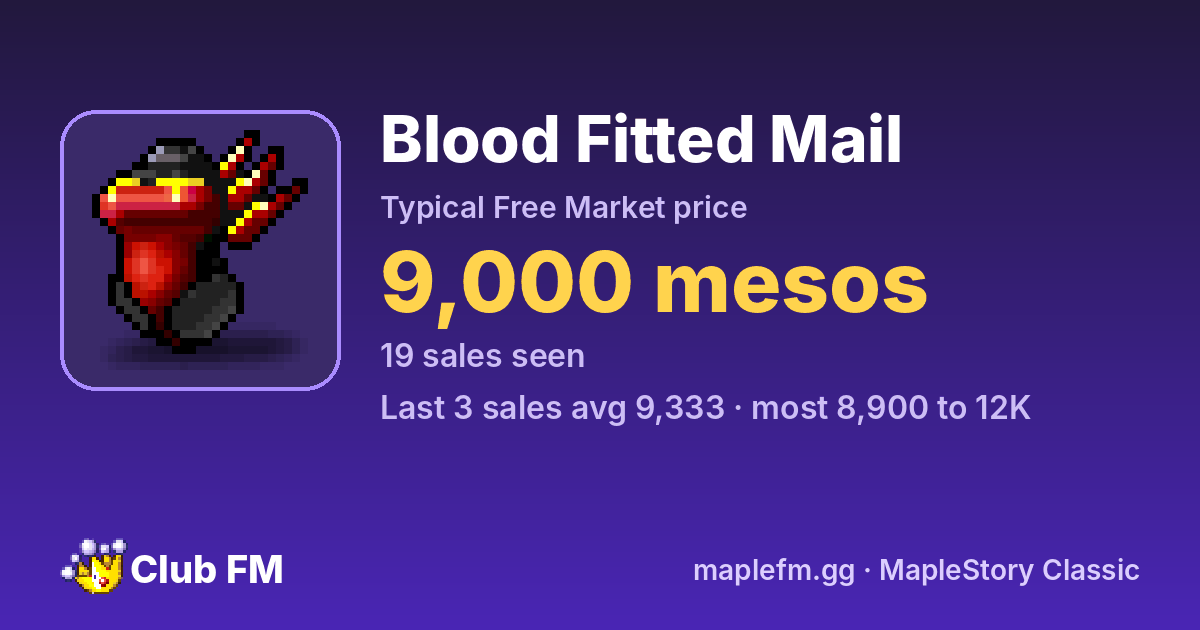 Blood Fitted Mail
Typical Free Market price
9,000 mesos
19 sales seen
Last 3 sales avg 9,333 · most 8,900 to 12K
Club FM
maplefm.gg · MapleStory Classic